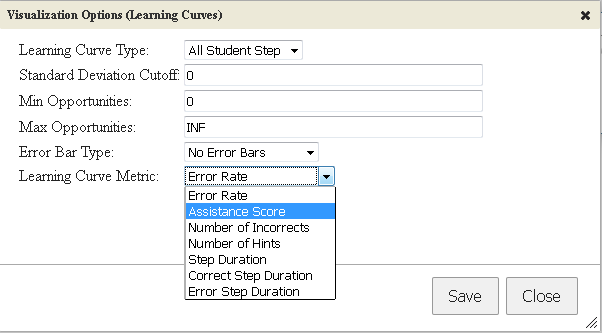 Visualization Options (Learning Curves)
Learning Curve Type: All Student Step
Standard Deviation Cutoff: 0
Min Opportunities: 0
Max Opportunities: INF
Error Bar Type: No Error Bars
Learning Curve Metric: Error Rate
Error Rate
Assistance Score
Number of Incorrects
Number of Hints
Step Duration
Correct Step Duration
Error Step Duration
Save Close